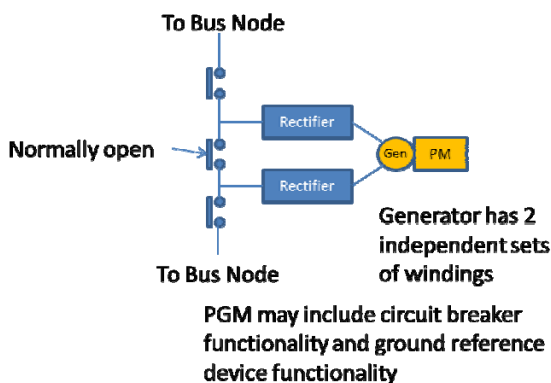 To Bus Node
Rectifier
Normally open
Gen
PM
Rectifier
Generator has 2
independent sets
of windings
To Bus Node
PGM may include circuit breaker
functionality and ground reference
device functionality